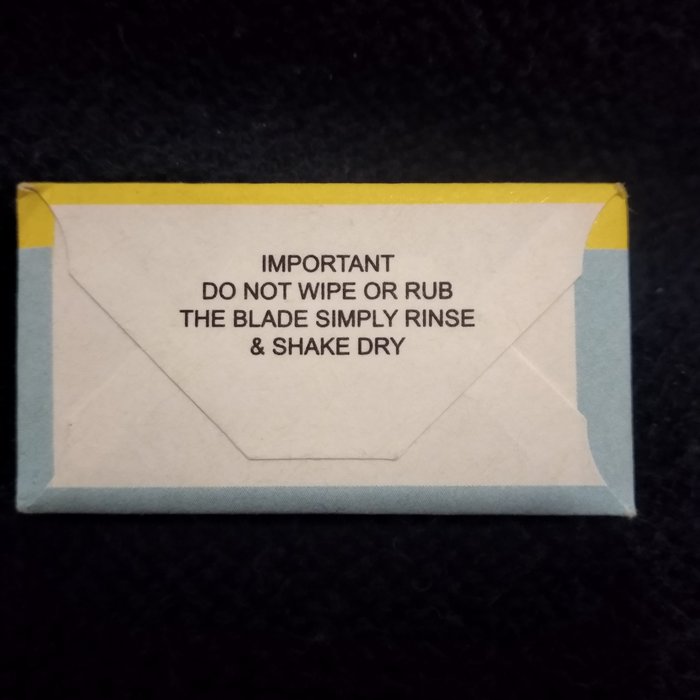 IMPORTANT
DO NOT WIPE OR RUB
THE BLADE SIMPLY RINSE
& SHAKE DRY